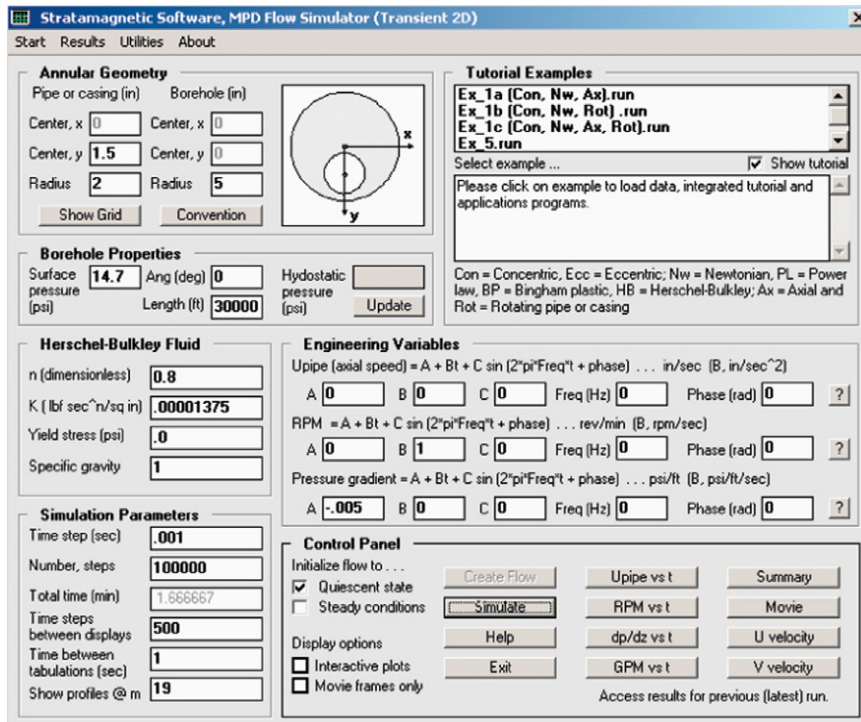 Stratamagnetic Software, MPD Flow Simulator (Transient 2D)
Start Results Utilities About
Annular Geometry
Pipe or casing (in) Borehole (in)
Center, x 0 Center, x 0
Center, y 1.5 Center, y 0
Radius 2 Radius 5
Show Grid Convention
x
y
Tutorial Examples
Ex_1a (Con, Nw, Ax).run
Ex_1b (Con, Nw, Rot) .run
Ex_1c (Con, Nw, Ax, Rot).run
Ex_5.run
Select example ... Show tutorial
Please click on example to load data, integrated tutorial and
applications programs.
Con = Concentric, Ecc = Eccentric; Nw = Newtonian, PL = Power
law, BP = Bingham plastic, HB = Herschel-Bulkley; Ax = Axial and
Rot = Rotating pipe or casing
Borehole Properties
Surface pressure (psi) 14.7 Ang (deg) 0
Length (ft) 30000
Hydostatic pressure (psi)
Update
Herschel-Bulkley Fluid
n (dimensionless) 0.8
K ( lbf sec^n/sq in) .00001375
Yield stress (psi) .0
Specific gravity 1
Engineering Variables
Upipe (axial speed) = A + Bt + C sin (2*pi*Freq*t + phase) . . . in/sec (B, in/sec^2)
A 0 B 0 C 0 Freq (Hz) 0 Phase (rad) 0 ?
RPM = A + Bt + C sin (2*pi*Freq*t + phase) . . . rev/min (B, rpm/sec)
A 0 B 1 C 0 Freq (Hz) 0 Phase (rad) 0 ?
Pressure gradient = A + Bt + C sin (2*pi*Freq*t + phase) . . . psi/ft (B, psi/ft/sec)
A -.005 B 0 C 0 Freq (Hz) 0 Phase (rad) 0 ?
Simulation Parameters
Time step (sec) .001
Number, steps 100000
Total time (min) 1.666667
Time steps between displays 500
Time between tabulations (sec) 1
Show profiles @ m 19
Control Panel
Initialize flow to . . .
Quiescent state
Steady conditions
Display options
Interactive plots
Movie frames only
Create Flow Upipe vs t Summary
Simulate RPM vs t Movie
Help dp/dz vs t U velocity
Exit GPM vs t V velocity
Access results for previous (latest) run.